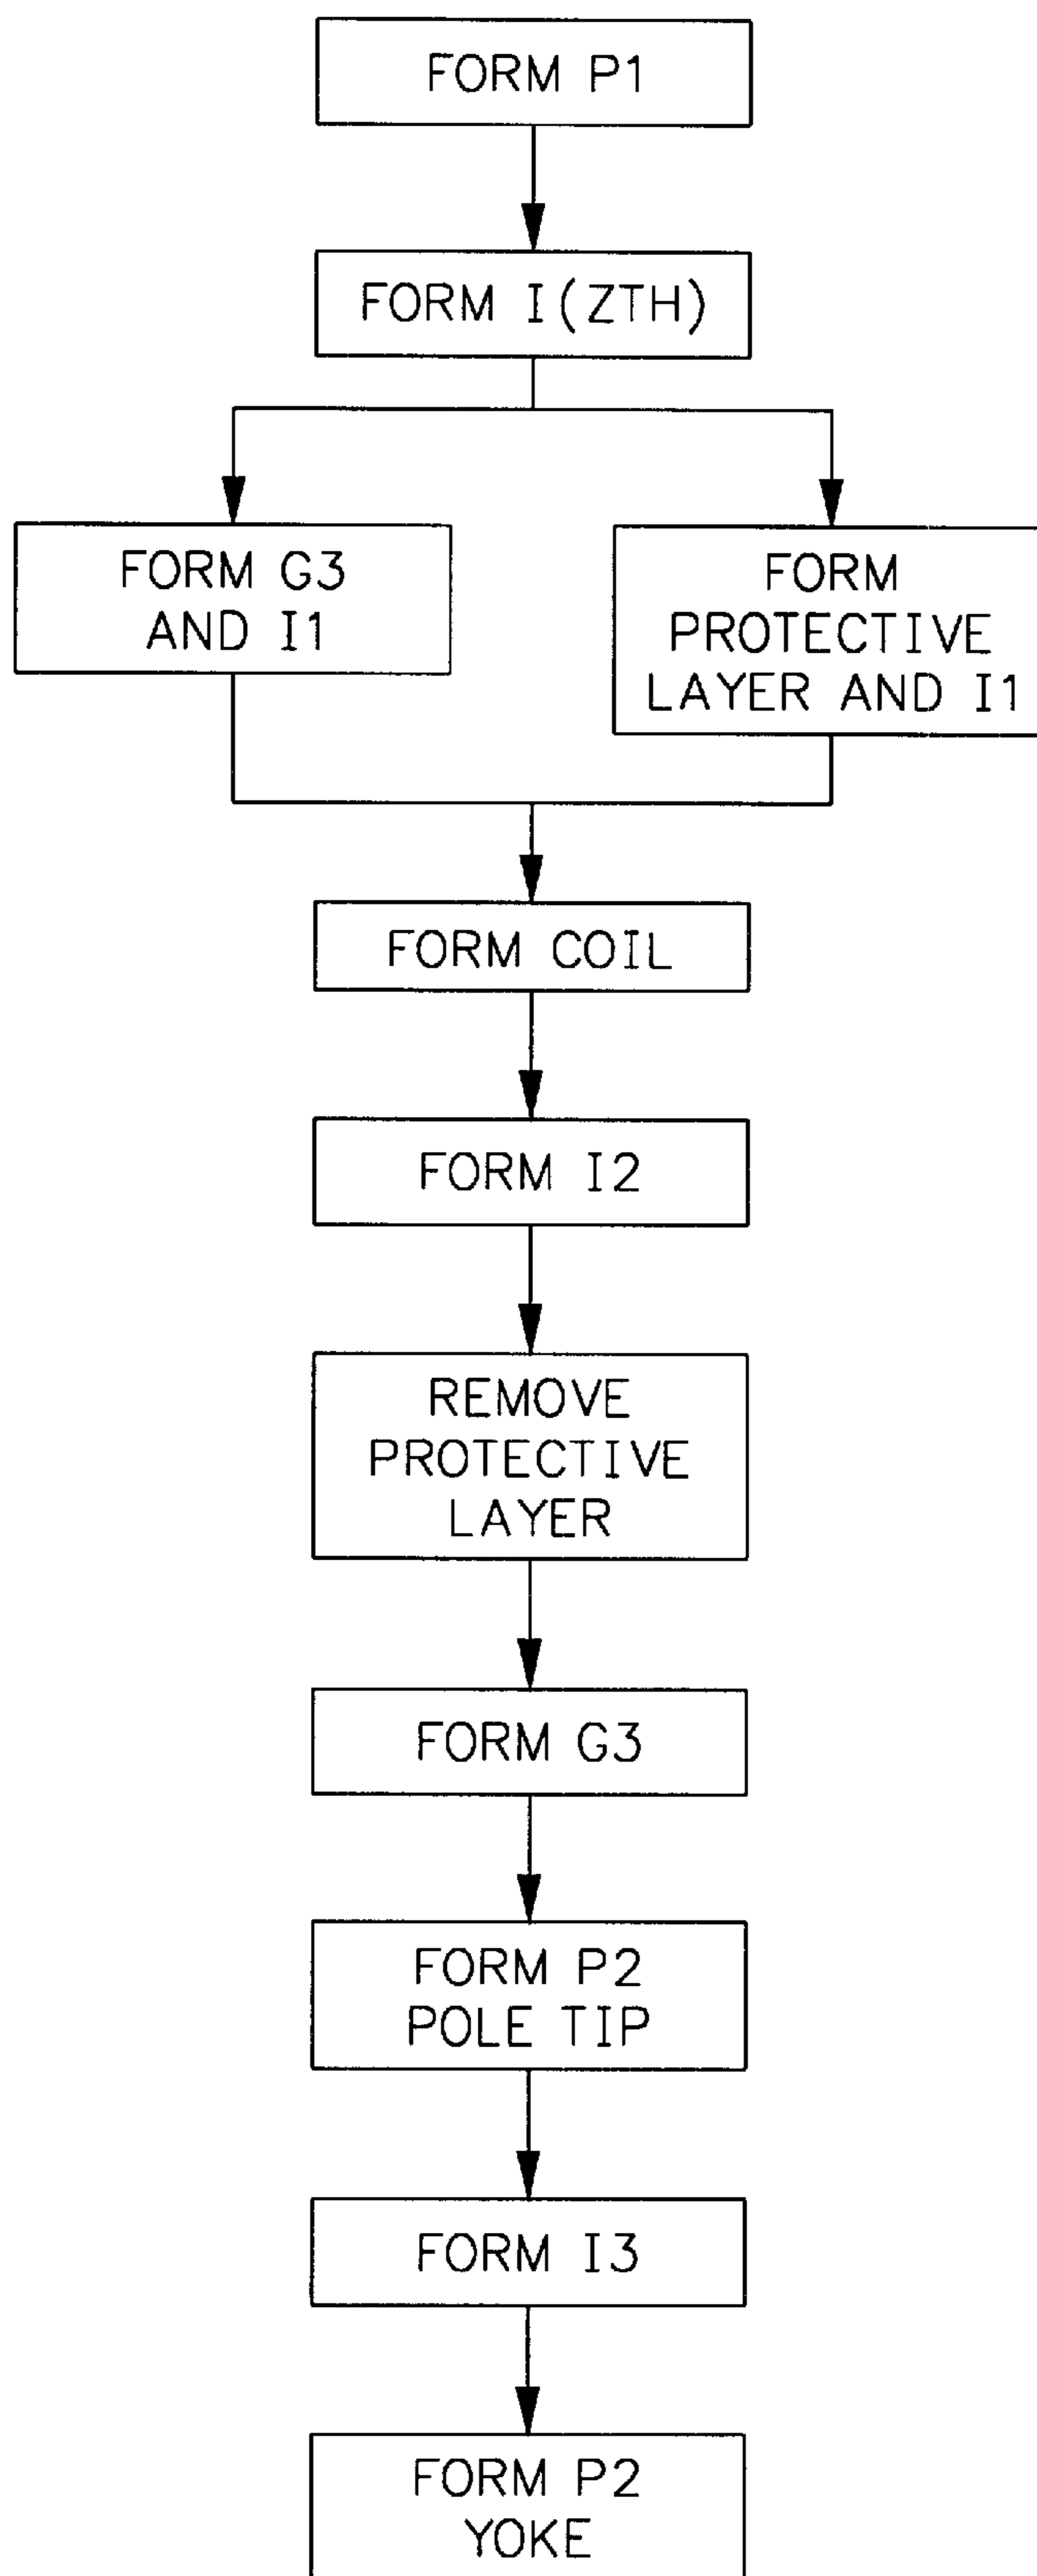 FORM P1
FORM I(ZTH)
FORM G3
AND I1
FORM
PROTECTIVE
LAYER AND I1
FORM COIL
FORM I2
REMOVE
PROTECTIVE
LAYER
FORM G3
FORM P2
POLE TIP
FORM I3
FORM P2
YOKE